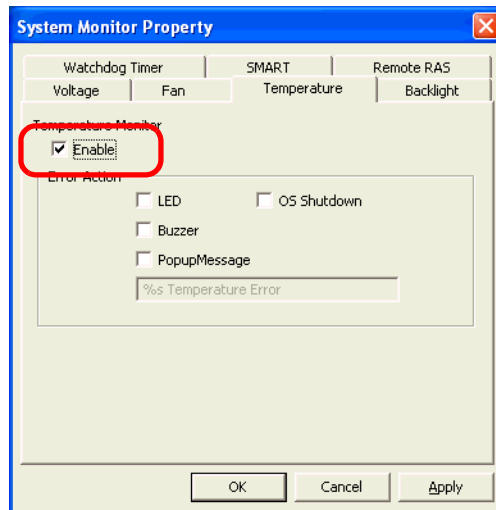 System Monitor Property
Watchdog Timer SMART Remote RAS
Voltage Fan Temperature Backlight
Temperature Monitor
Enable
Error Action
LED OS Shutdown
Buzzer
PopupMessage
%s Temperature Error
OK Cancel Apply